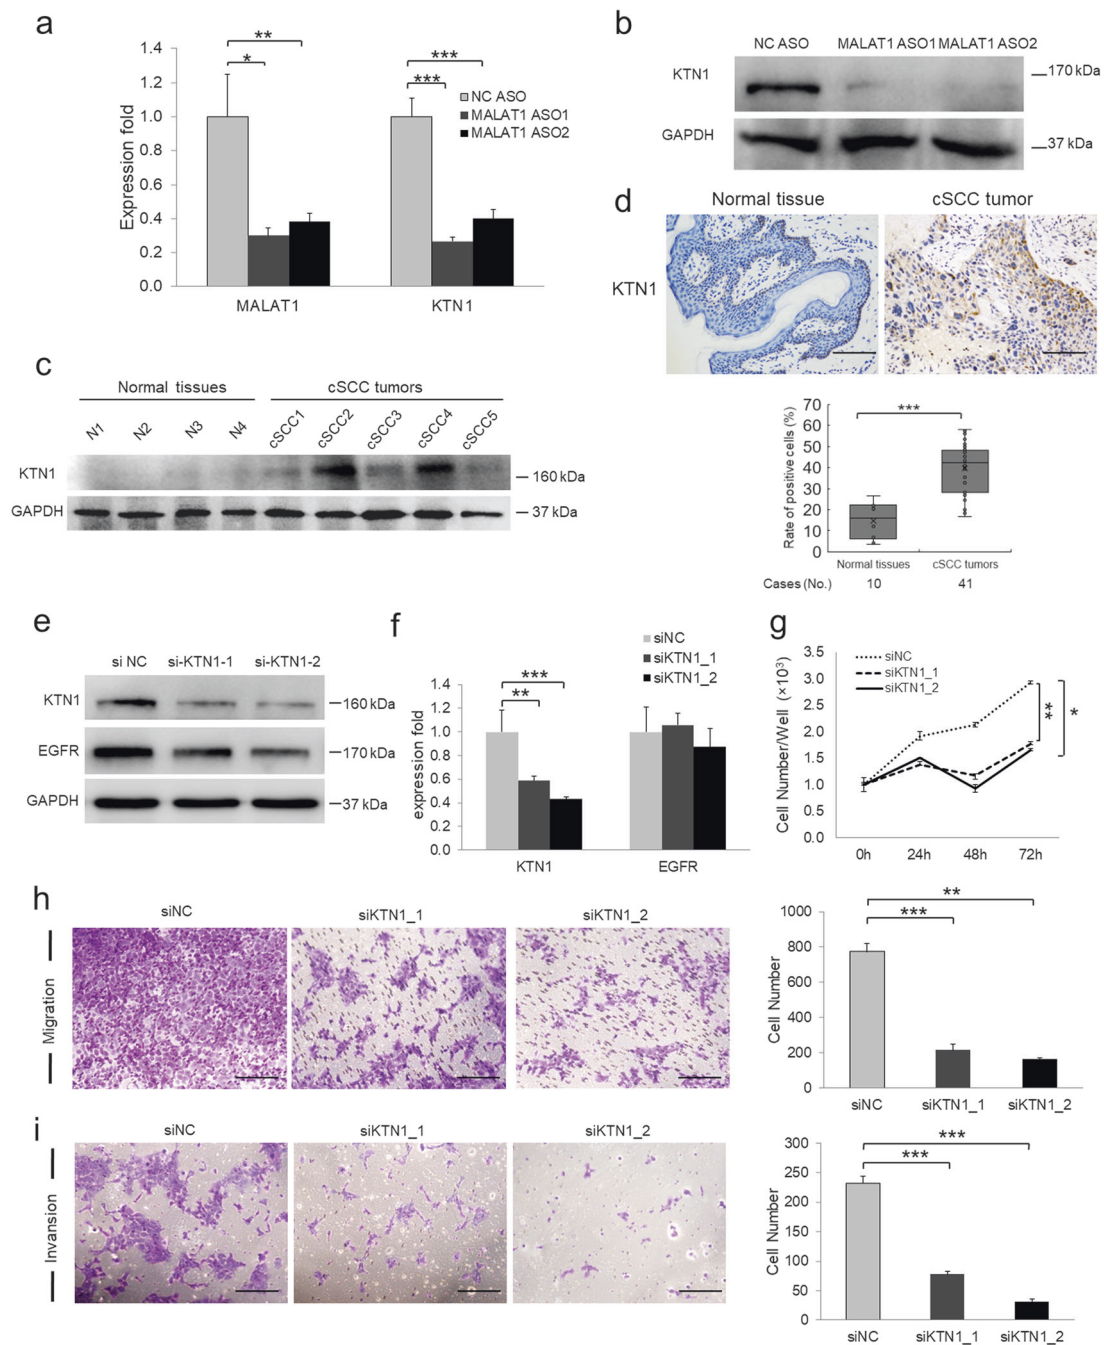 a
1.4
1.2
1.0
0.8
0.6
0.4
0.2
0.0
Expression fold
**
*
***
***
NC ASO
MALAT1 ASO1
MALAT1 ASO2
MALAT1
KTN1
b
NC ASO MALAT1 ASO1 MALAT1 ASO2
KTN1
170 kDa
GAPDH
37 kDa
c
Normal tissues
cSCC tumors
N1 N2 N3 N4 cSCC1 cSCC2 cSCC3 cSCC4 cSCC5
KTN1
160 kDa
GAPDH
37 kDa
d
Normal tissue
cSCC tumor
KTN1
***
Rate of positive cells (%)
70
60
50
40
30
20
10
0
Normal tissues
cSCC tumors
Cases (No.) 10 41
e
si NC si-KTN1-1 si-KTN1-2
KTN1
160 kDa
EGFR
170 kDa
GAPDH
37 kDa
f
siNC
siKTN1_1
siKTN1_2
expression fold
1.4
1.2
1.0
0.8
0.6
0.4
0.2
0.0
***
**
KTN1
EGFR
g
Cell Number/Well (×10³)
3.5
3.0
2.5
2.0
1.5
1.0
0.0
siNC
siKTN1_1
siKTN1_2
**
*
0h 24h 48h 72h
h
Migration
siNC
siKTN1_1
siKTN1_2
Cell Number
1000
800
600
400
200
0
**
***
siNC siKTN1_1 siKTN1_2
i
Invansion
siNC
siKTN1_1
siKTN1_2
Cell Number
300
250
200
150
100
50
0
***
***
siNC siKTN1_1 siKTN1_2